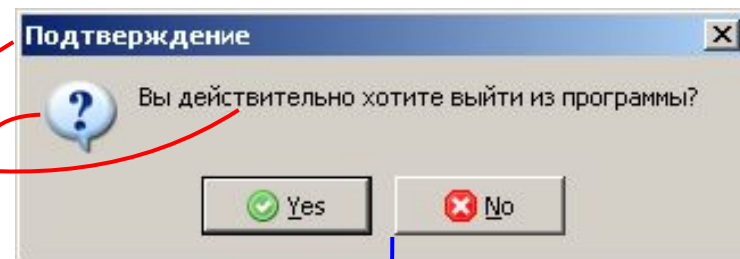 Подтверждение
Вы действительно хотите выйти из программы?
Yes No